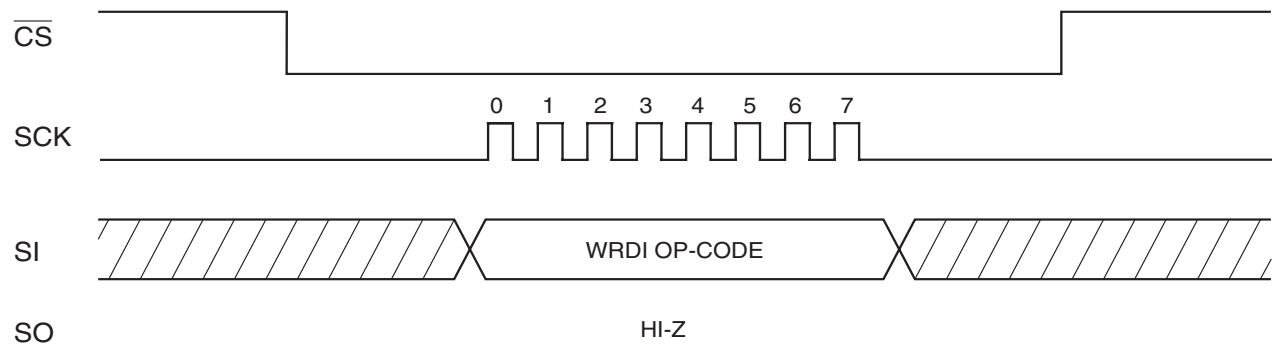 CS
0 1 2 3 4 5 6 7
SCK
SI WRDI OP-CODE
SO HI-Z